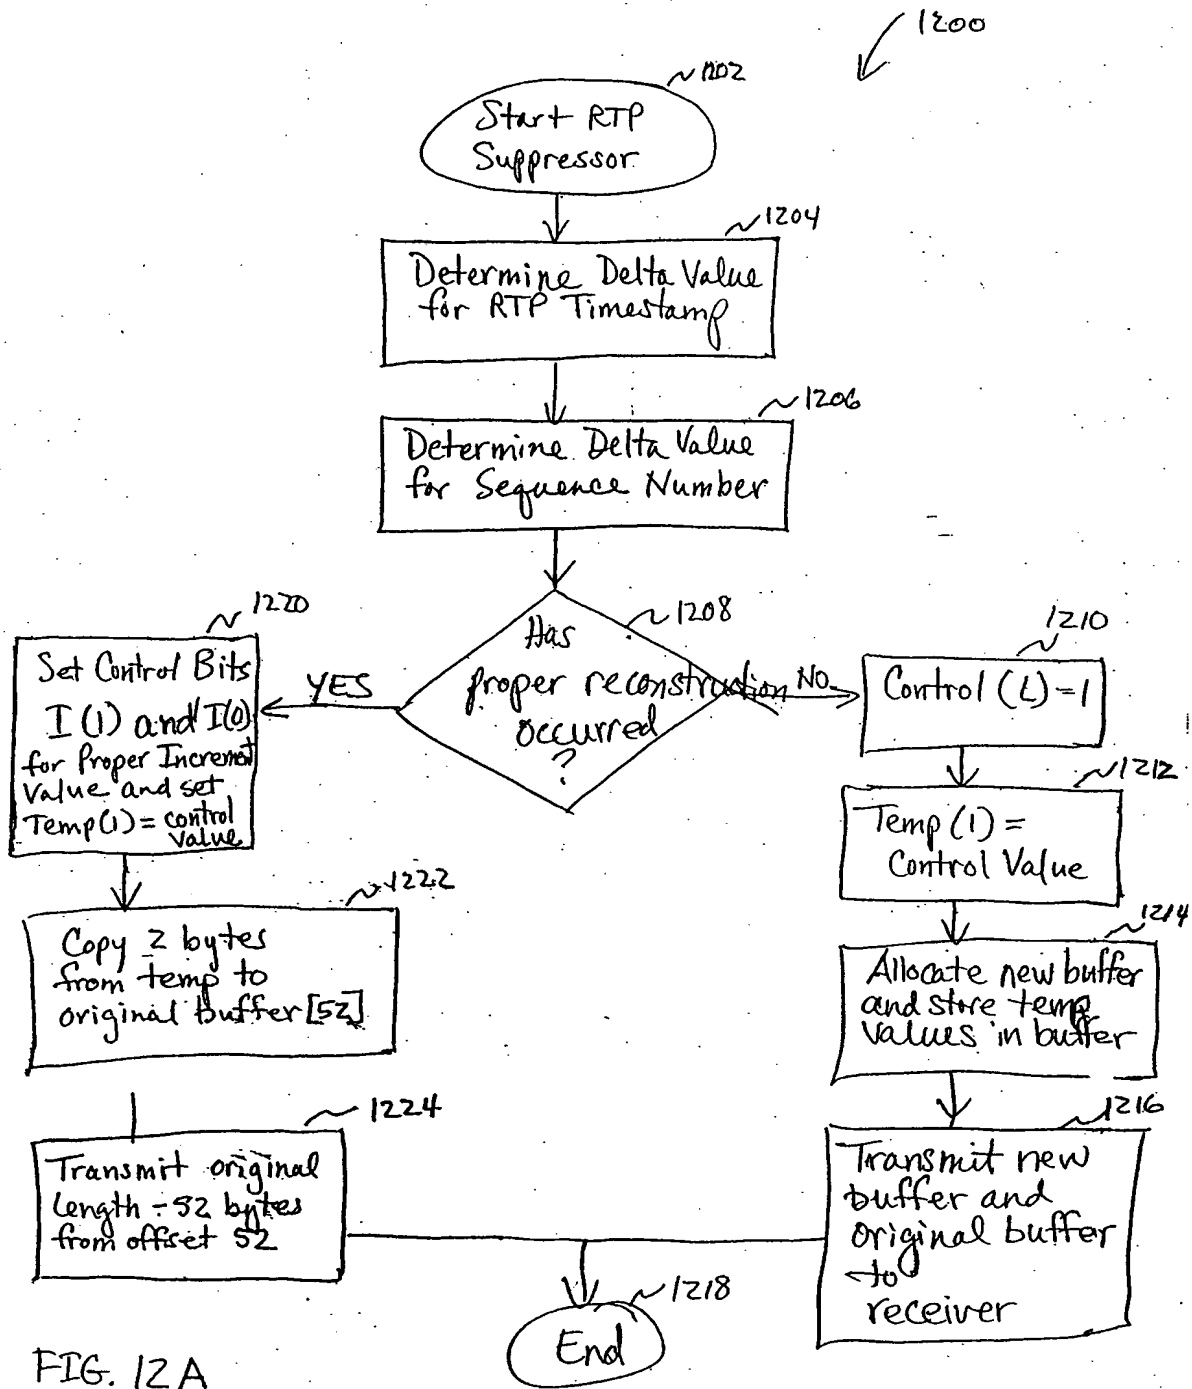 1200
1202
Start RTP
Suppressor
1204
Determine Delta Value
for RTP Timestamp
1206
Determine Delta Value
for Sequence Number
1208
Has
proper reconstruction
occurred
?
YES
NO
1220
Set Control Bits
I(1) and I(0)
for Proper Increment
Value and set
Temp(1) = control
value
1222
Copy 2 bytes
from temp to
original buffer [52]
1224
Transmit original
length - 52 bytes
from offset 52
1210
Control (L) = 1
1212
Temp (1) =
Control Value
1214
Allocate new buffer
and store temp
values in buffer
1216
Transmit new
buffer and
original buffer
to
receiver
1218
End
FIG. 12A